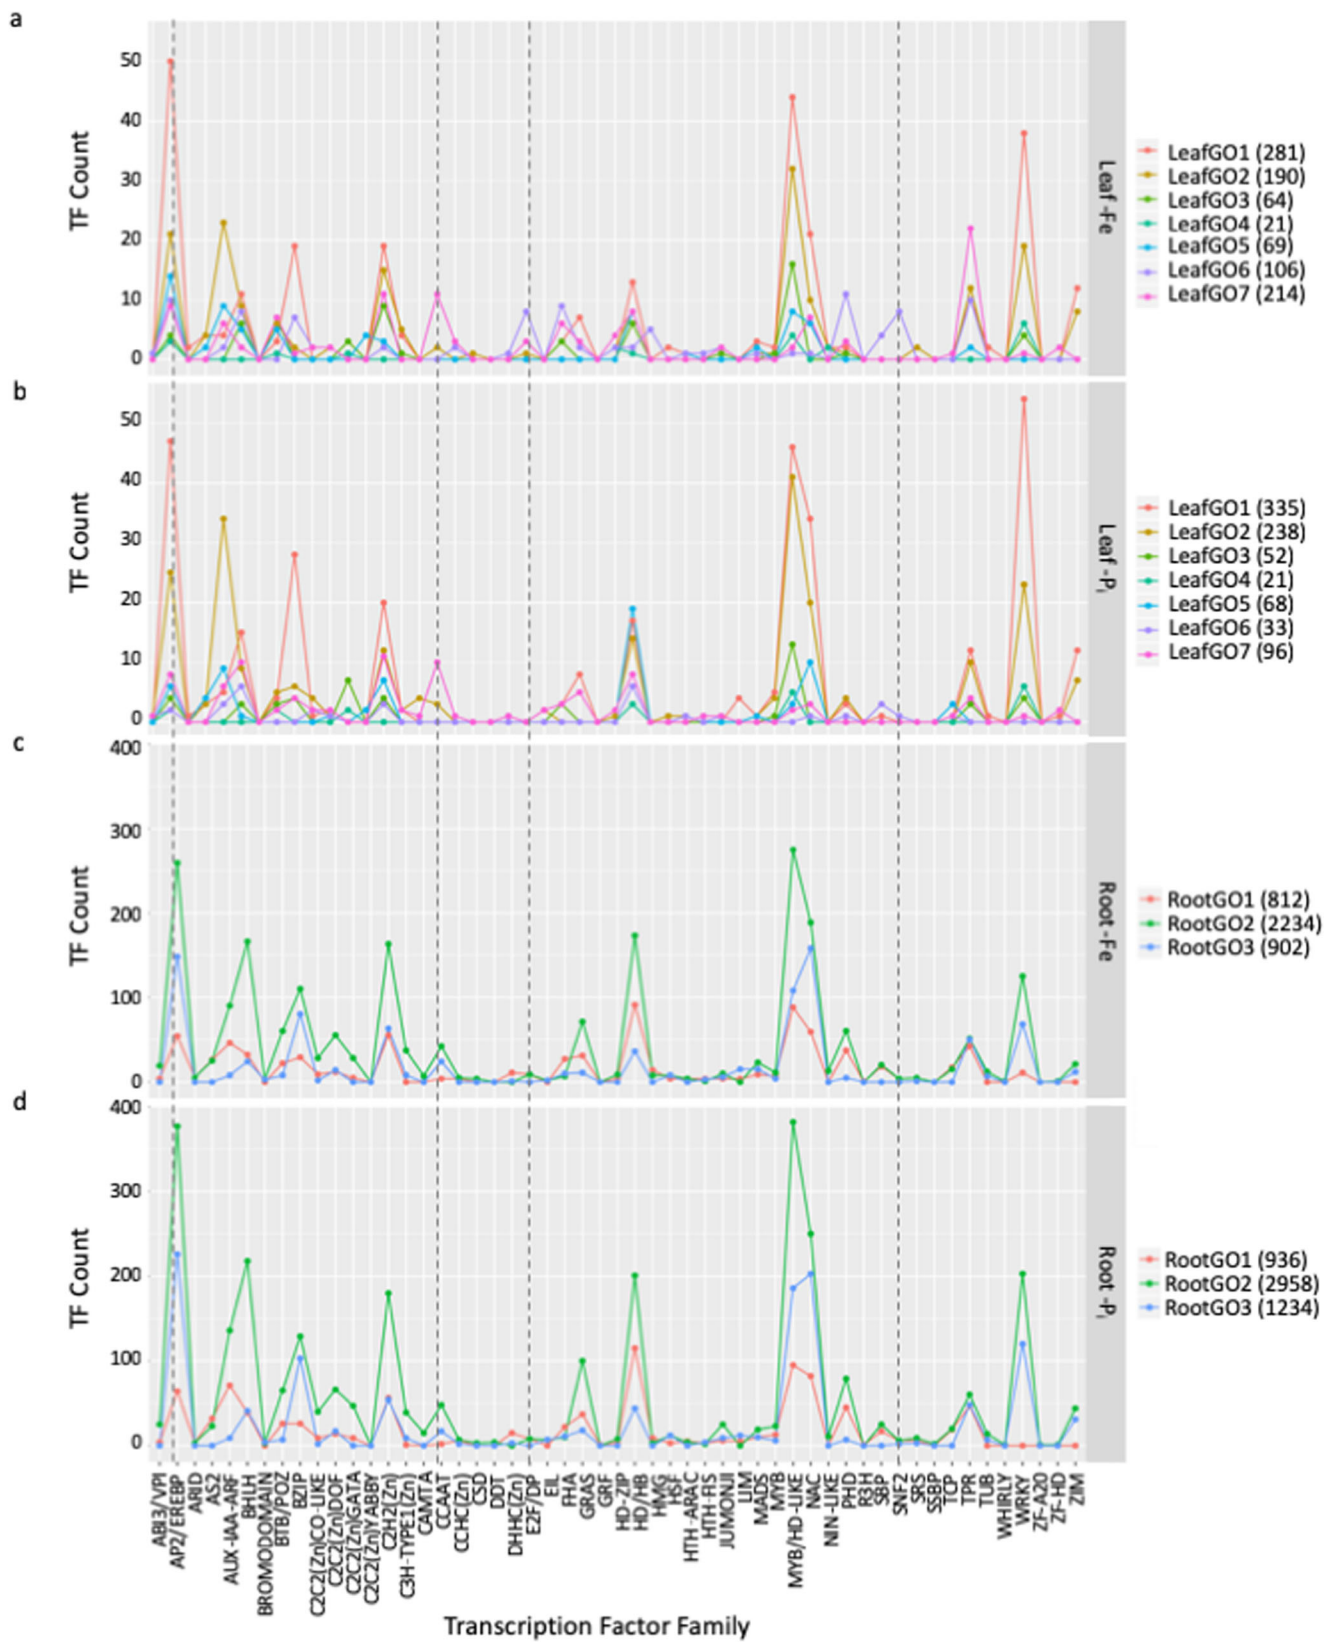 a
TF Count
50
40
30
20
10
0
Leaf -Fe
LeafGO1 (281)
LeafGO2 (190)
LeafGO3 (64)
LeafGO4 (21)
LeafGO5 (69)
LeafGO6 (106)
LeafGO7 (214)
b
TF Count
50
40
30
20
10
0
Leaf -Pi
LeafGO1 (335)
LeafGO2 (238)
LeafGO3 (52)
LeafGO4 (21)
LeafGO5 (68)
LeafGO6 (33)
LeafGO7 (96)
c
TF Count
400
300
200
100
0
Root -Fe
RootGO1 (812)
RootGO2 (2234)
RootGO3 (902)
d
TF Count
400
300
200
100
0
Root -Pi
RootGO1 (936)
RootGO2 (2958)
RootGO3 (1234)
ABI3/VPI
AP2/EREBP
ARID
AS2
AUX-IAA-ARF
BHLH
BROMODOMAIN
BTB/POZ
BZIP
C2C2(Zn)CO-LIKE
C2C2(Zn)DOF
C2C2(Zn)GATA
C2C2(Zn)YABBY
C2H2(Zn)
C3H-TYPE1(Zn)
CAMTA
CCAAT
CCHC(Zn)
CSD
DDT
DHHC(Zn)
E2F/DP
EIL
FHA
GRAS
GRF
HD-ZIP
HD/HB
HMG
HSF
HTH-ARAC
HTH-FIS
JUMONJI
LIM
MADS
MYB
MYB/HD-LIKE
NAC
NIN-LIKE
PHD
R3H
SBP
SNF2
SRS
SSBP
TCP
TPR
TUB
WHIRLY
WRKY
ZF-A20
ZF-HD
ZIM
Transcription Factor Family